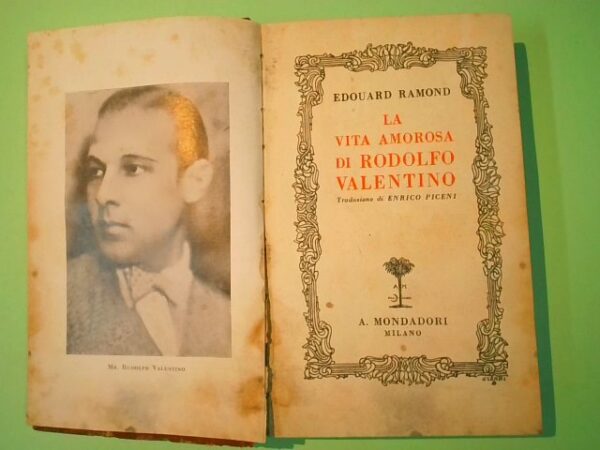 Mr. Rudolph Valentino
EDOUARD RAMOND
LA
VITA AMOROSA
DI RODOLFO
VALENTINO
Traduzione di ENRICO PICENI
A. M.
A. MONDADORI
MILANO